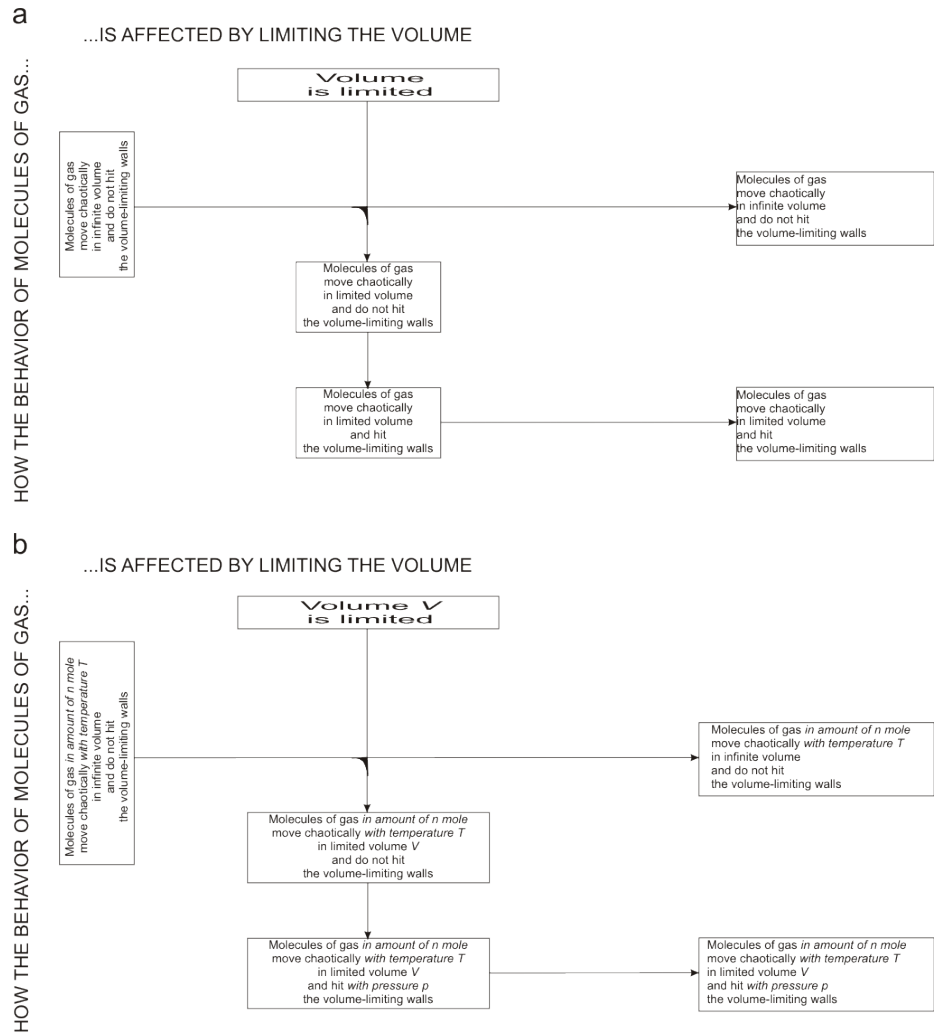 a
...IS AFFECTED BY LIMITING THE VOLUME
HOW THE BEHAVIOR OF MOLECULES OF GAS...
Volume
is limited
Molecules of gas
move chaotically
in infinite volume
and do not hit
the volume-limiting walls
Molecules of gas
move chaotically
in infinite volume
and do not hit
the volume-limiting walls
Molecules of gas
move chaotically
in limited volume
and do not hit
the volume-limiting walls
Molecules of gas
move chaotically
in limited volume
and hit
the volume-limiting walls
Molecules of gas
move chaotically
in limited volume
and hit
the volume-limiting walls
b
...IS AFFECTED BY LIMITING THE VOLUME
HOW THE BEHAVIOR OF MOLECULES OF GAS...
Volume V
is limited
Molecules of gas in amount of n mole
move chaotically with temperature T
in infinite volume
and do not hit
the volume-limiting walls
Molecules of gas in amount of n mole
move chaotically with temperature T
in infinite volume
and do not hit
the volume-limiting walls
Molecules of gas in amount of n mole
move chaotically with temperature T
in limited volume V
and do not hit
the volume-limiting walls
Molecules of gas in amount of n mole
move chaotically with temperature T
in limited volume V
and hit with pressure p
the volume-limiting walls
Molecules of gas in amount of n mole
move chaotically with temperature T
in limited volume V
and hit with pressure p
the volume-limiting walls